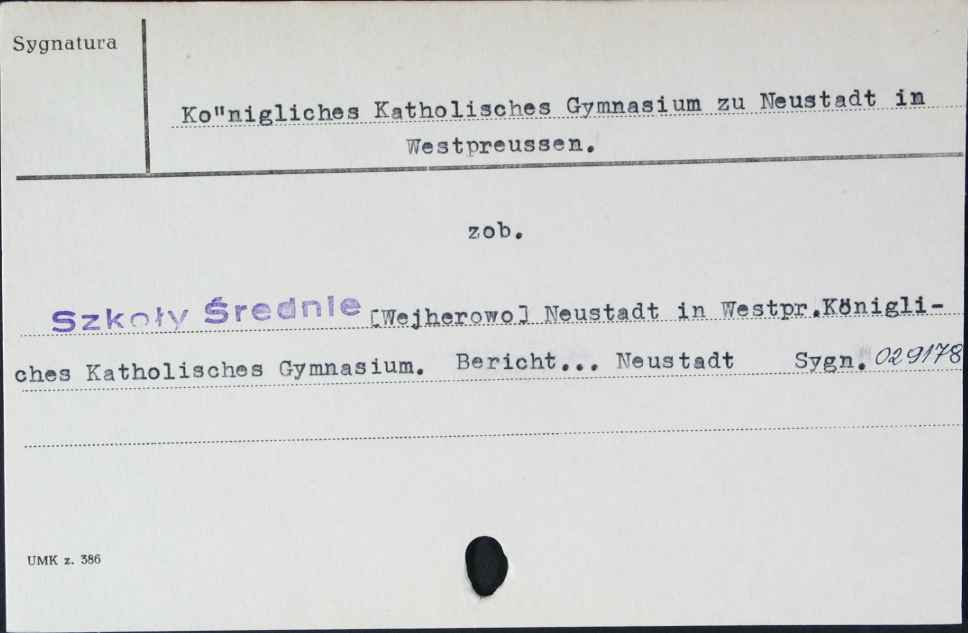 Sygnatura
Ko"nigliches Katholisches Gymnasium zu Neustadt in
Westpreussen.
zob.
Szkoły Średnie [Wejherowo] Neustadt in Westpr.Königli-
ches Katholisches Gymnasium. Bericht... Neustadt Sygn. 029178
UMK z. 386